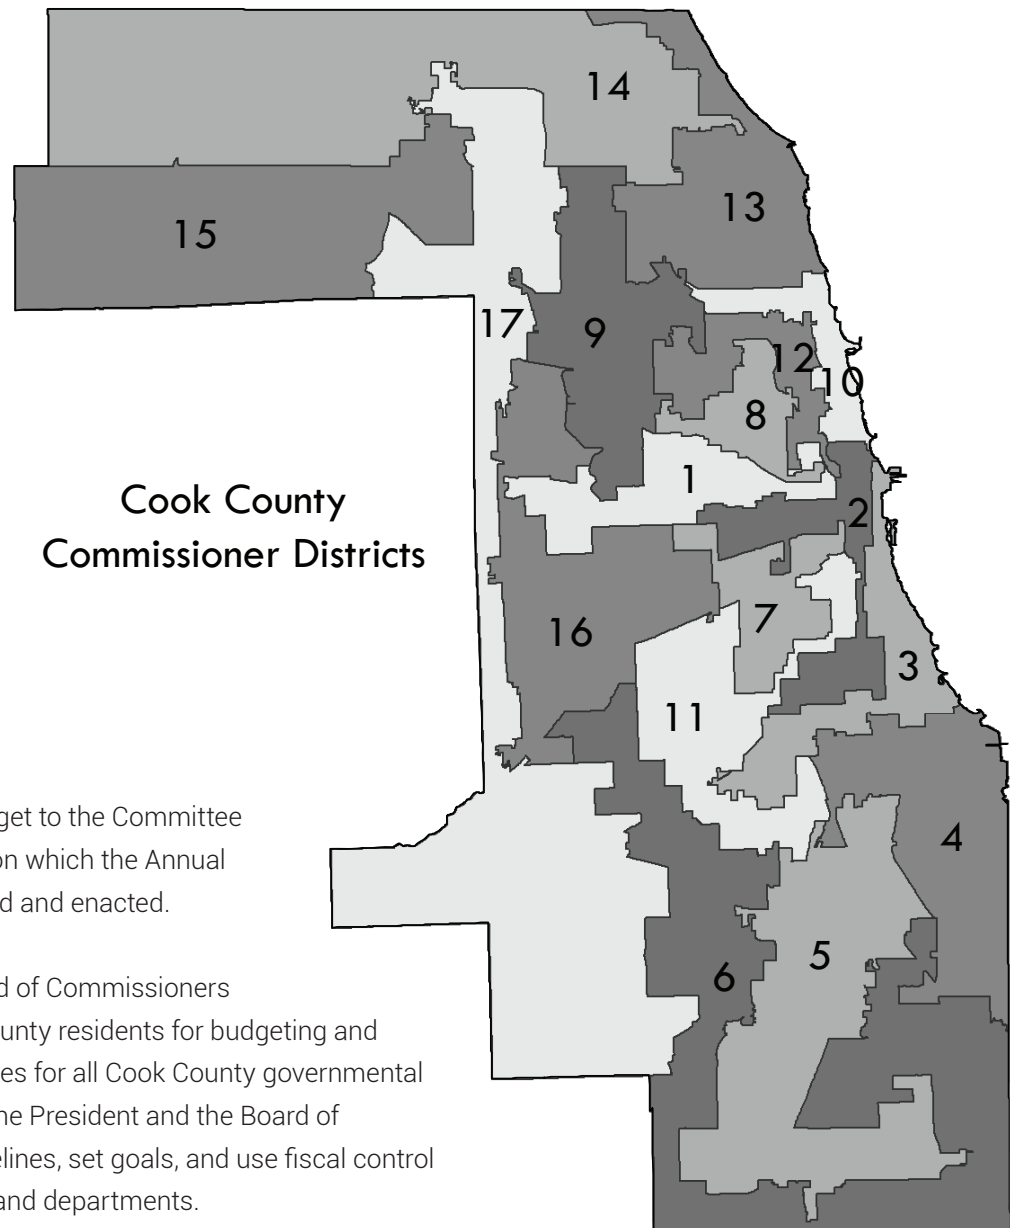 14
13
15
17
9
12
10
8
1
Cook County
Commissioner Districts
2
16
7
3
11
get to the Committee
on which the Annual
d and enacted.
4
5
6
d of Commissioners
ounty residents for budgeting and
es for all Cook County governmental
he President and the Board of
elines, set goals, and use fiscal control
and departments.